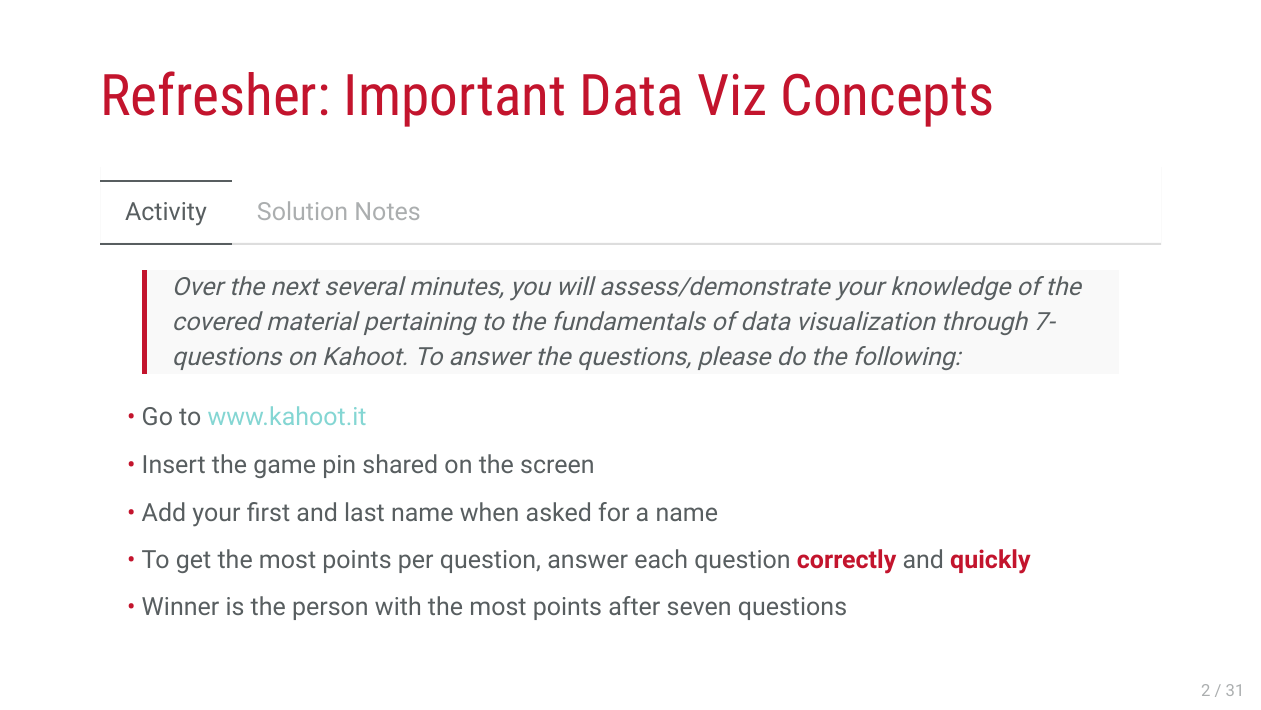 Refresher: Important Data Viz Concepts
Activity
Solution Notes
Over the next several minutes, you will assess/demonstrate your knowledge of the
covered material pertaining to the fundamentals of data visualization through 7-
questions on Kahoot. To answer the questions, please do the following:
• Go to www.kahoot.it
• Insert the game pin shared on the screen
• Add your first and last name when asked for a name
• To get the most points per question, answer each question correctly and quickly
• Winner is the person with the most points after seven questions
2 / 31